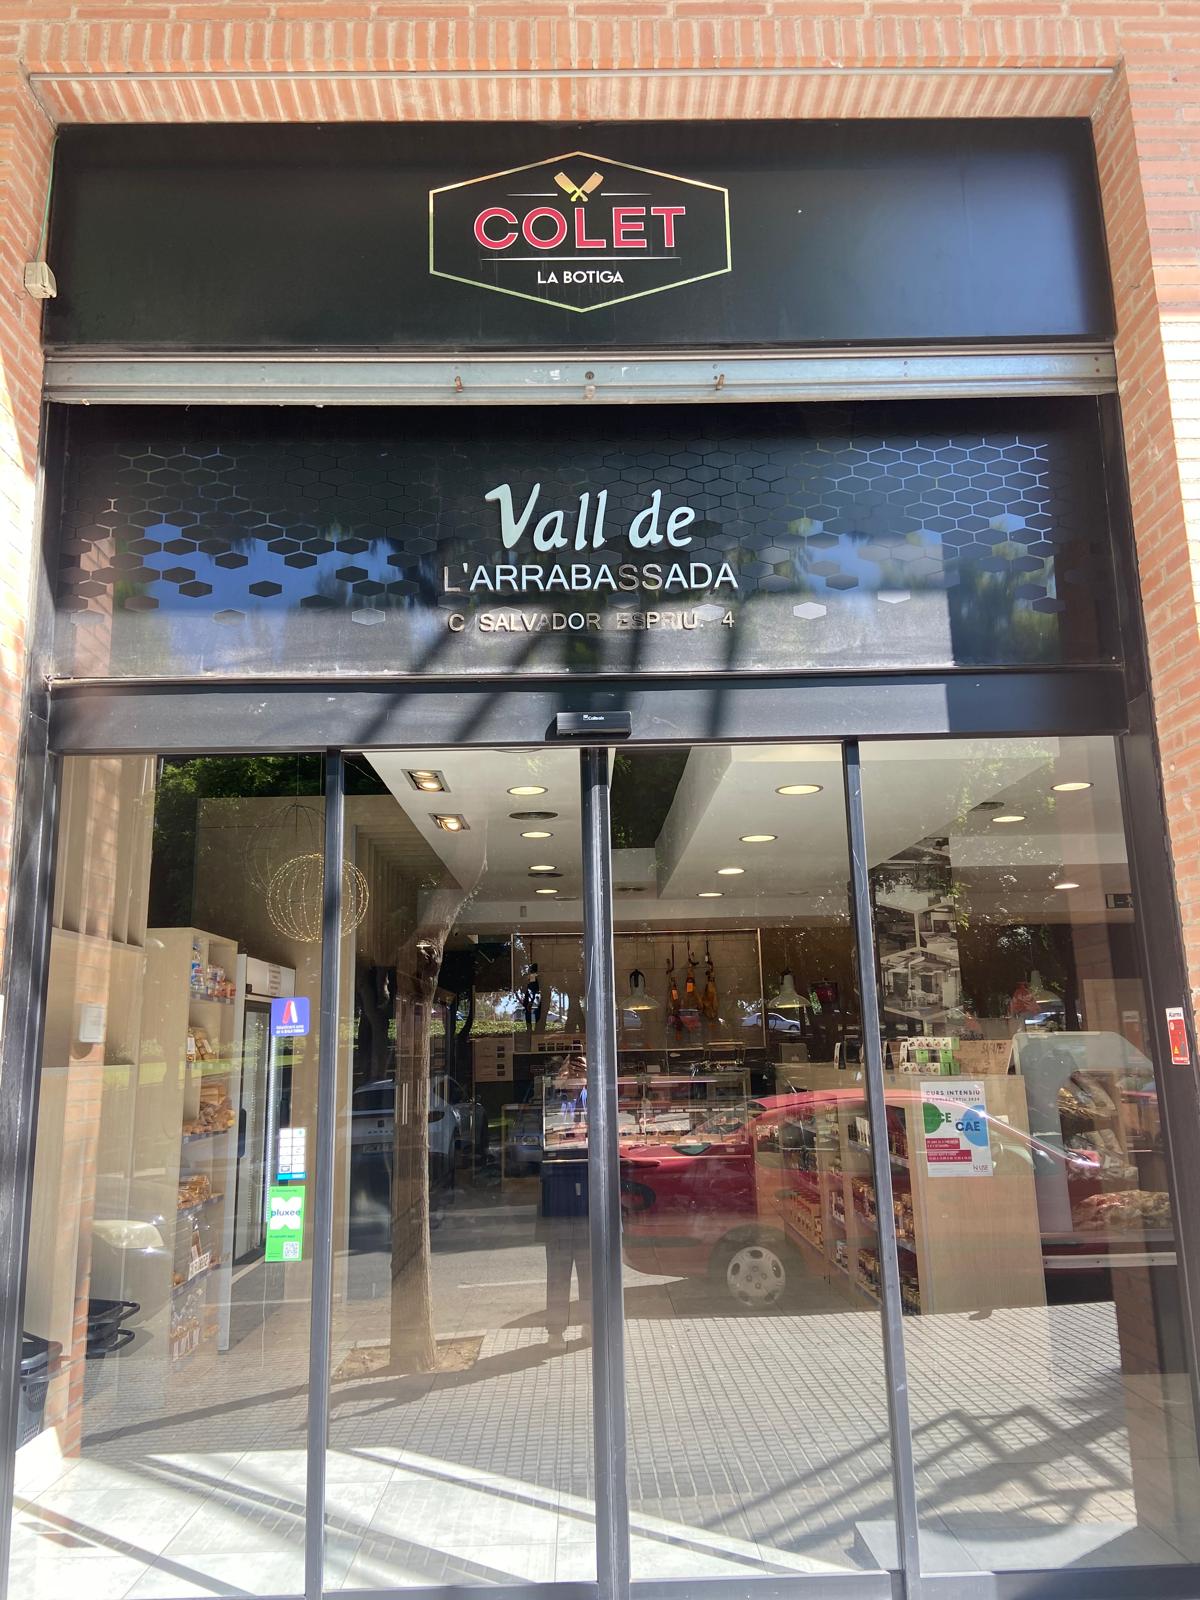 COLET
LA BOTIGA
Vall de
L'ARRABASSADA
C SALVADOR ESPRIU, 4
pluxee
CURS INTENSIU
CAE